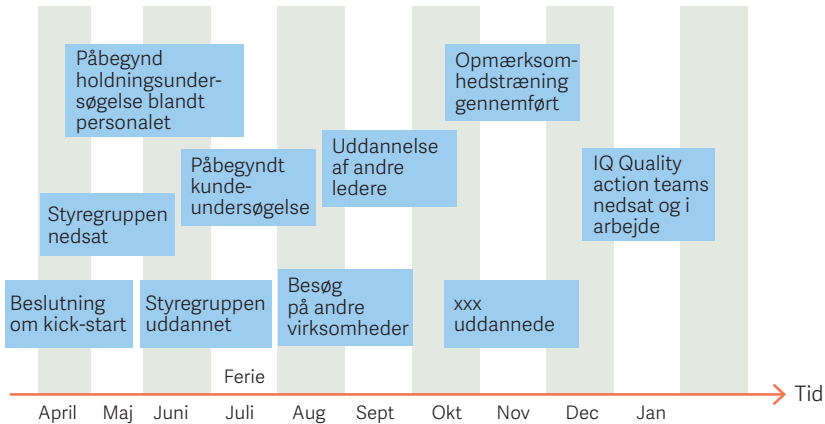 Påbegynd
holdningsunder-
søgelse blandt
personalet
Opmærksom-
hedstræning
gennemført
Uddannelse
af andre
ledere
Påbegyndt
kunde-
undersøgelse
IQ Quality
action teams
nedsat og i
arbejde
Styregruppen
nedsat
Beslutning
om kick-start
Styregruppen
uddannet
Besøg
på andre
virksomheder
xxx
uddannede
Ferie
Tid
April Maj Juni Juli Aug Sept Okt Nov Dec Jan